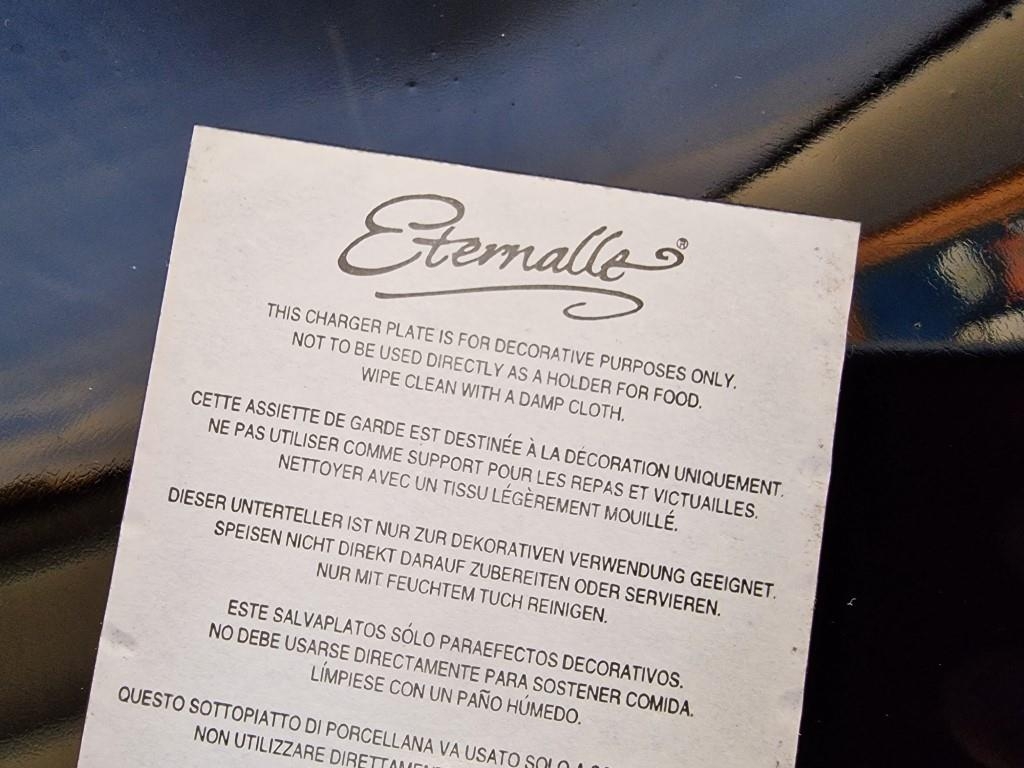 Eternalle®
THIS CHARGER PLATE IS FOR DECORATIVE PURPOSES ONLY.
NOT TO BE USED DIRECTLY AS A HOLDER FOR FOOD.
WIPE CLEAN WITH A DAMP CLOTH.
CETTE ASSIETTE DE GARDE EST DESTINÉE À LA DÉCORATION UNIQUEMENT.
NE PAS UTILISER COMME SUPPORT POUR LES REPAS ET VICTUAILLES.
NETTOYER AVEC UN TISSU LÉGÈREMENT MOUILLÉ.
DIESER UNTERTELLER IST NUR ZUR DEKORATIVEN VERWENDUNG GEEIGNET.
SPEISEN NICHT DIREKT DARAUF ZUBEREITEN ODER SERVIEREN.
NUR MIT FEUCHTEM TUCH REINIGEN.
ESTE SALVAPLATOS SÓLO PARAEFECTOS DECORATIVOS.
NO DEBE USARSE DIRECTAMENTE PARA SOSTENER COMIDA.
LÍMPIESE CON UN PAÑO HÚMEDO.
QUESTO SOTTOPIATTO DI PORCELLANA VA USATO SOLO A
NON UTILIZZARE